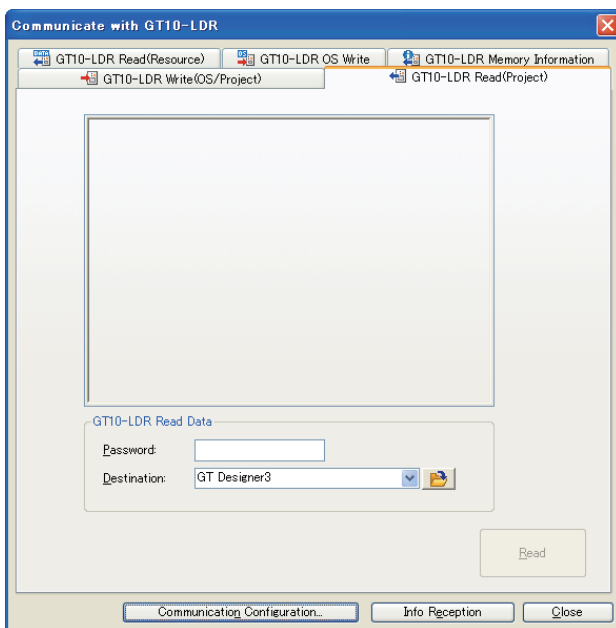 Communicate with GT10-LDR
GT10-LDR Read(Resource)
GT10-LDR OS Write
GT10-LDR Memory Information
GT10-LDR Write(OS/Project)
GT10-LDR Read(Project)
GT10-LDR Read Data
Password:
Destination:
GT Designer3
Read
Communication Configuration...
Info Reception
Close